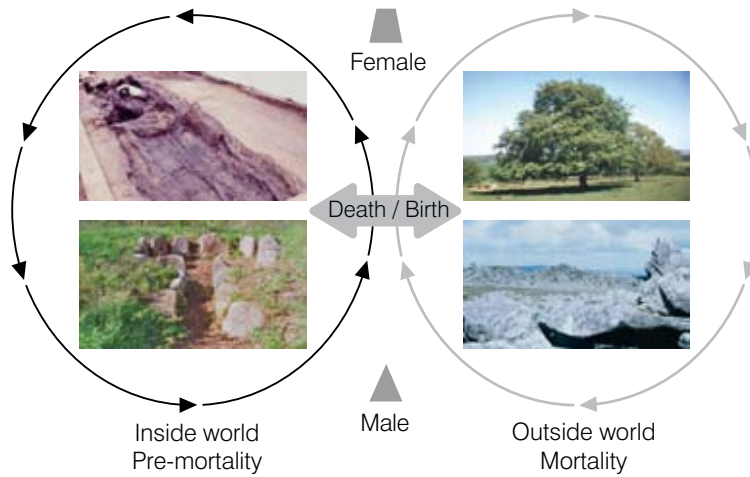 Female
Death / Birth
Male
Inside world
Pre-mortality
Outside world
Mortality